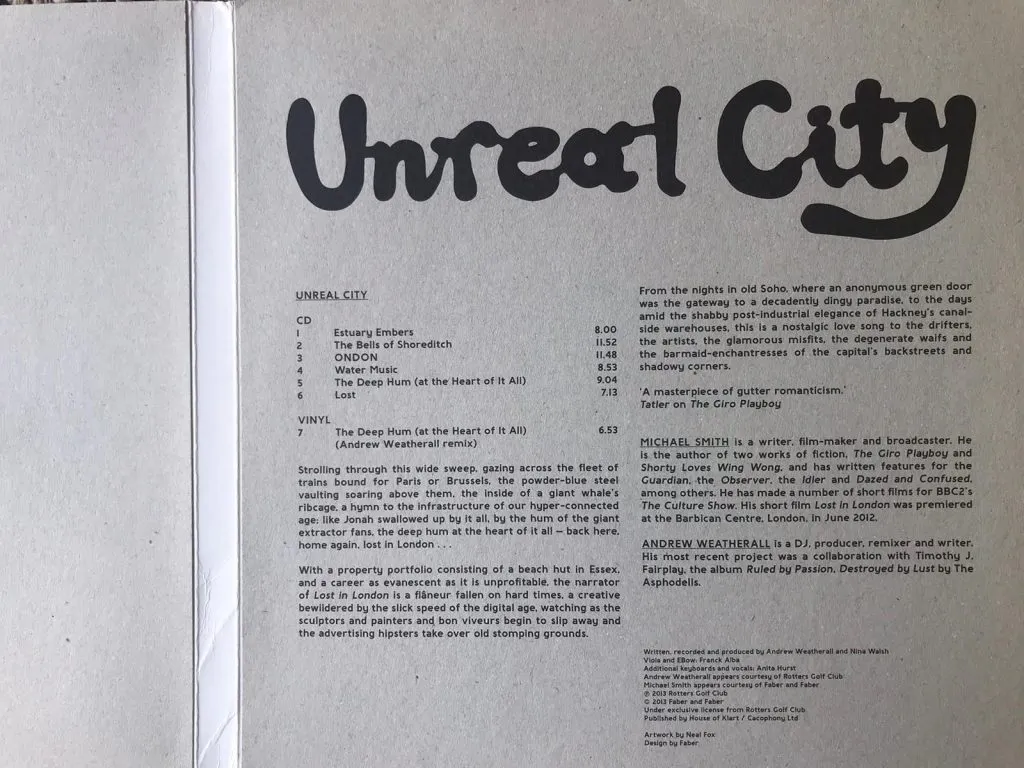 Unreal City
UNREAL CITY
CD
1 Estuary Embers 8.00
2 The Bells of Shoreditch 11.52
3 ONDON 11.48
4 Water Music 8.53
5 The Deep Hum (at the Heart of It All) 9.04
6 Lost 7.13
VINYL
7 The Deep Hum (at the Heart of It All) 6.53
(Andrew Weatherall remix)
Strolling through this wide sweep, gazing across the fleet of
trains bound for Paris or Brussels, the powder-blue steel
vaulting soaring above them, the inside of a giant whale's
ribcage, a hymn to the infrastructure of our hyper-connected
age; like Jonah swallowed up by it all, by the hum of the giant
extractor fans, the deep hum at the heart of it all – back here,
home again, lost in London . . .
With a property portfolio consisting of a beach hut in Essex,
and a career as evanescent as it is unprofitable, the narrator
of Lost in London is a flâneur fallen on hard times, a creative
bewildered by the slick speed of the digital age, watching as the
sculptors and painters and bon viveurs begin to slip away and
the advertising hipsters take over old stomping grounds.
From the nights in old Soho, where an anonymous green door
was the gateway to a decadently dingy paradise, to the days
amid the shabby post-industrial elegance of Hackney's canal-
side warehouses, this is a nostalgic love song to the drifters,
the artists, the glamorous misfits, the degenerate waifs and
the barmaid-enchantresses of the capital's backstreets and
shadowy corners.
'A masterpiece of gutter romanticism.'
Tatler on The Giro Playboy
MICHAEL SMITH is a writer, film-maker and broadcaster. He
is the author of two works of fiction, The Giro Playboy and
Shorty Loves Wing Wong, and has written features for the
Guardian, the Observer, the Idler and Dazed and Confused,
among others. He has made a number of short films for BBC2's
The Culture Show. His short film Lost in London was premiered
at the Barbican Centre, London, in June 2012.
ANDREW WEATHERALL is a DJ, producer, remixer and writer.
His most recent project was a collaboration with Timothy J.
Fairplay, the album Ruled by Passion, Destroyed by Lust by The
Asphodells.
Written, recorded and produced by Andrew Weatherall and Nina Walsh
Viola and EBow: Franck Alba
Additional keyboards and vocals: Anita Hurst
Andrew Weatherall appears courtesy of Rotters Golf Club
Michael Smith appears courtesy of Faber and Faber
℗ 2013 Rotters Golf Club
© 2013 Faber and Faber
Under exclusive license from Rotters Golf Club
Published by House of Klart / Cacophony Ltd
Artwork by Neal Fox
Design by Faber